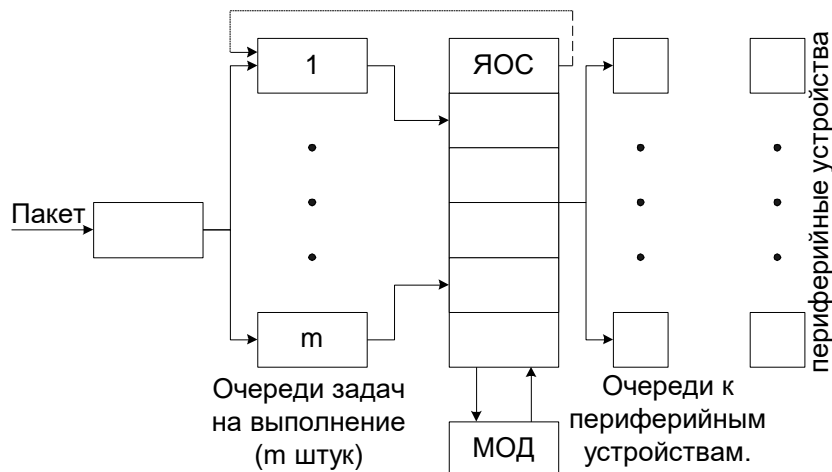 1
ЯОС
периферийные устройства
Пакет
m
Очереди задач
на выполнение
(m штук)
МОД
Очереди к
периферийным
устройствам.